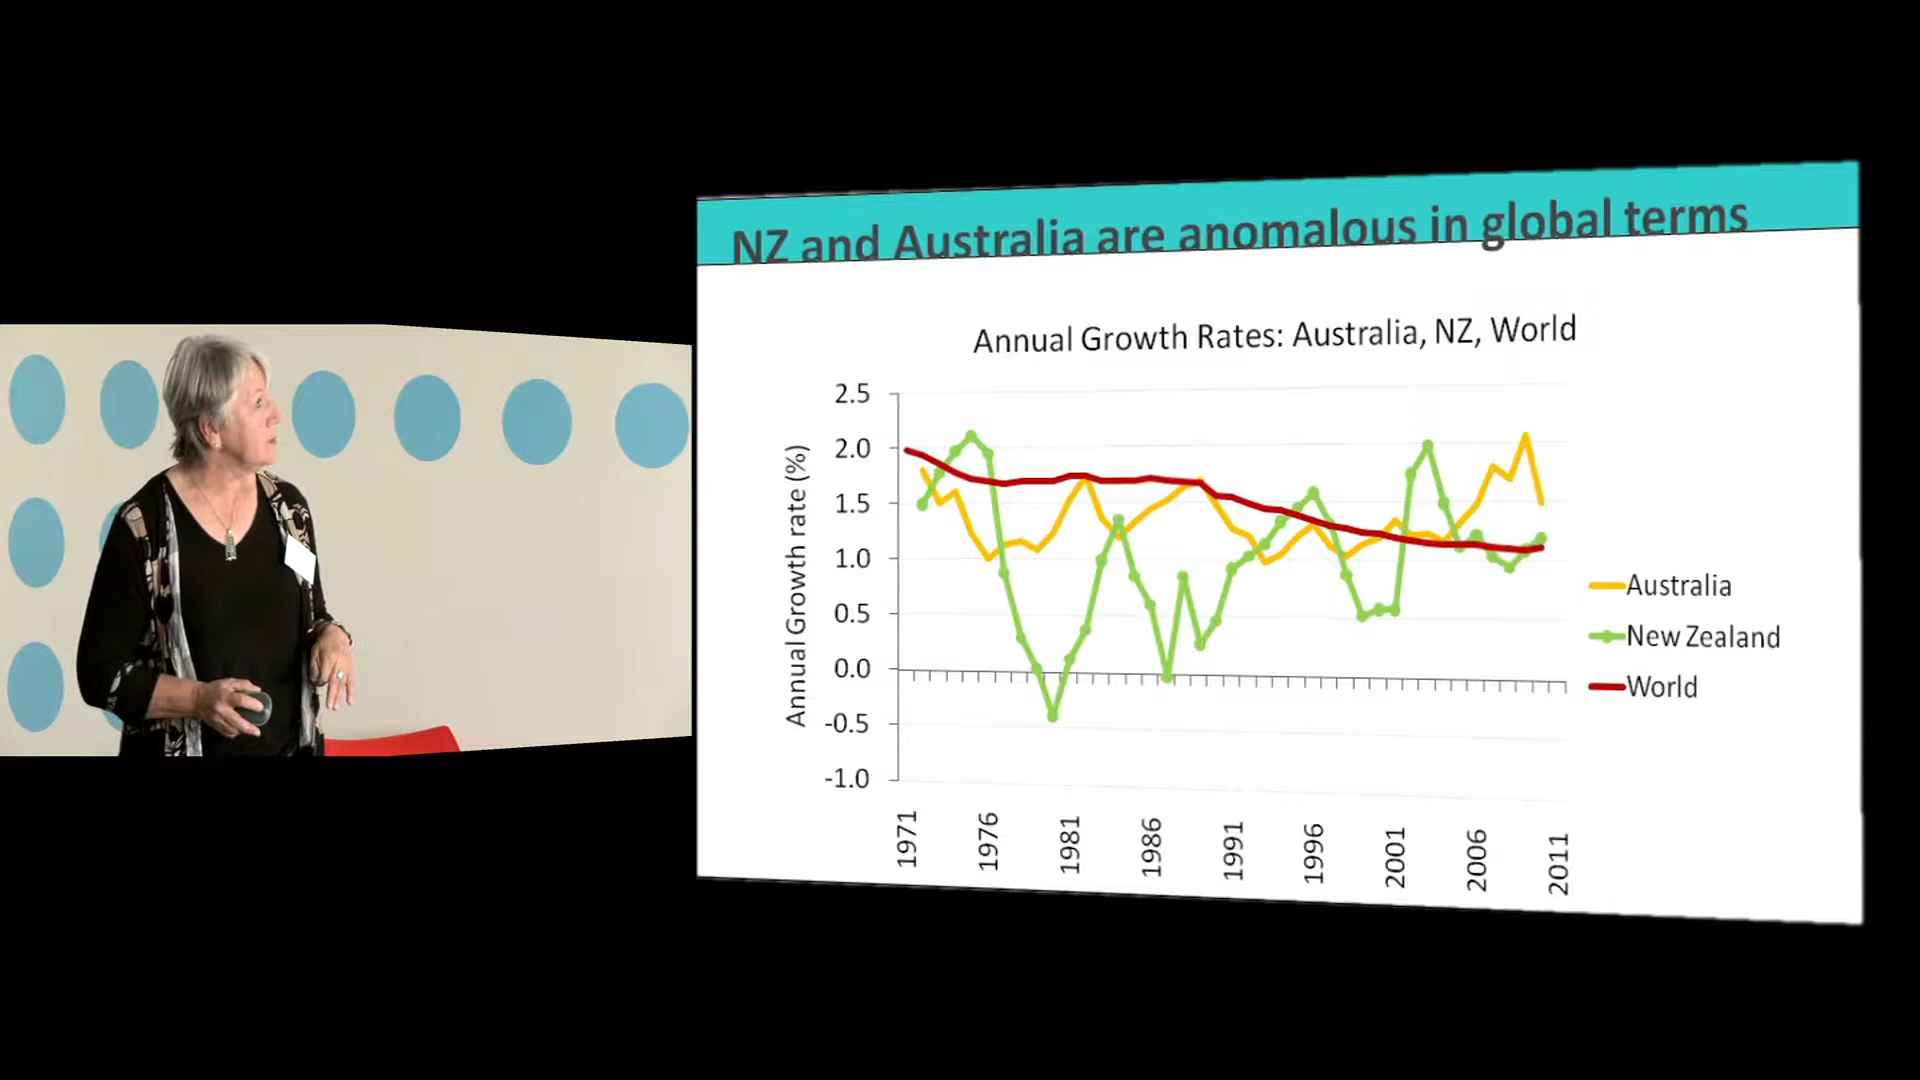 NZ and Australia are anomalous in global terms
Annual Growth Rates: Australia, NZ, World
Annual Growth rate (%)
2.5
2.0
1.5
1.0
0.5
0.0
-0.5
-1.0
1971
1976
1981
1986
1991
1996
2001
2006
2011
Australia
New Zealand
World